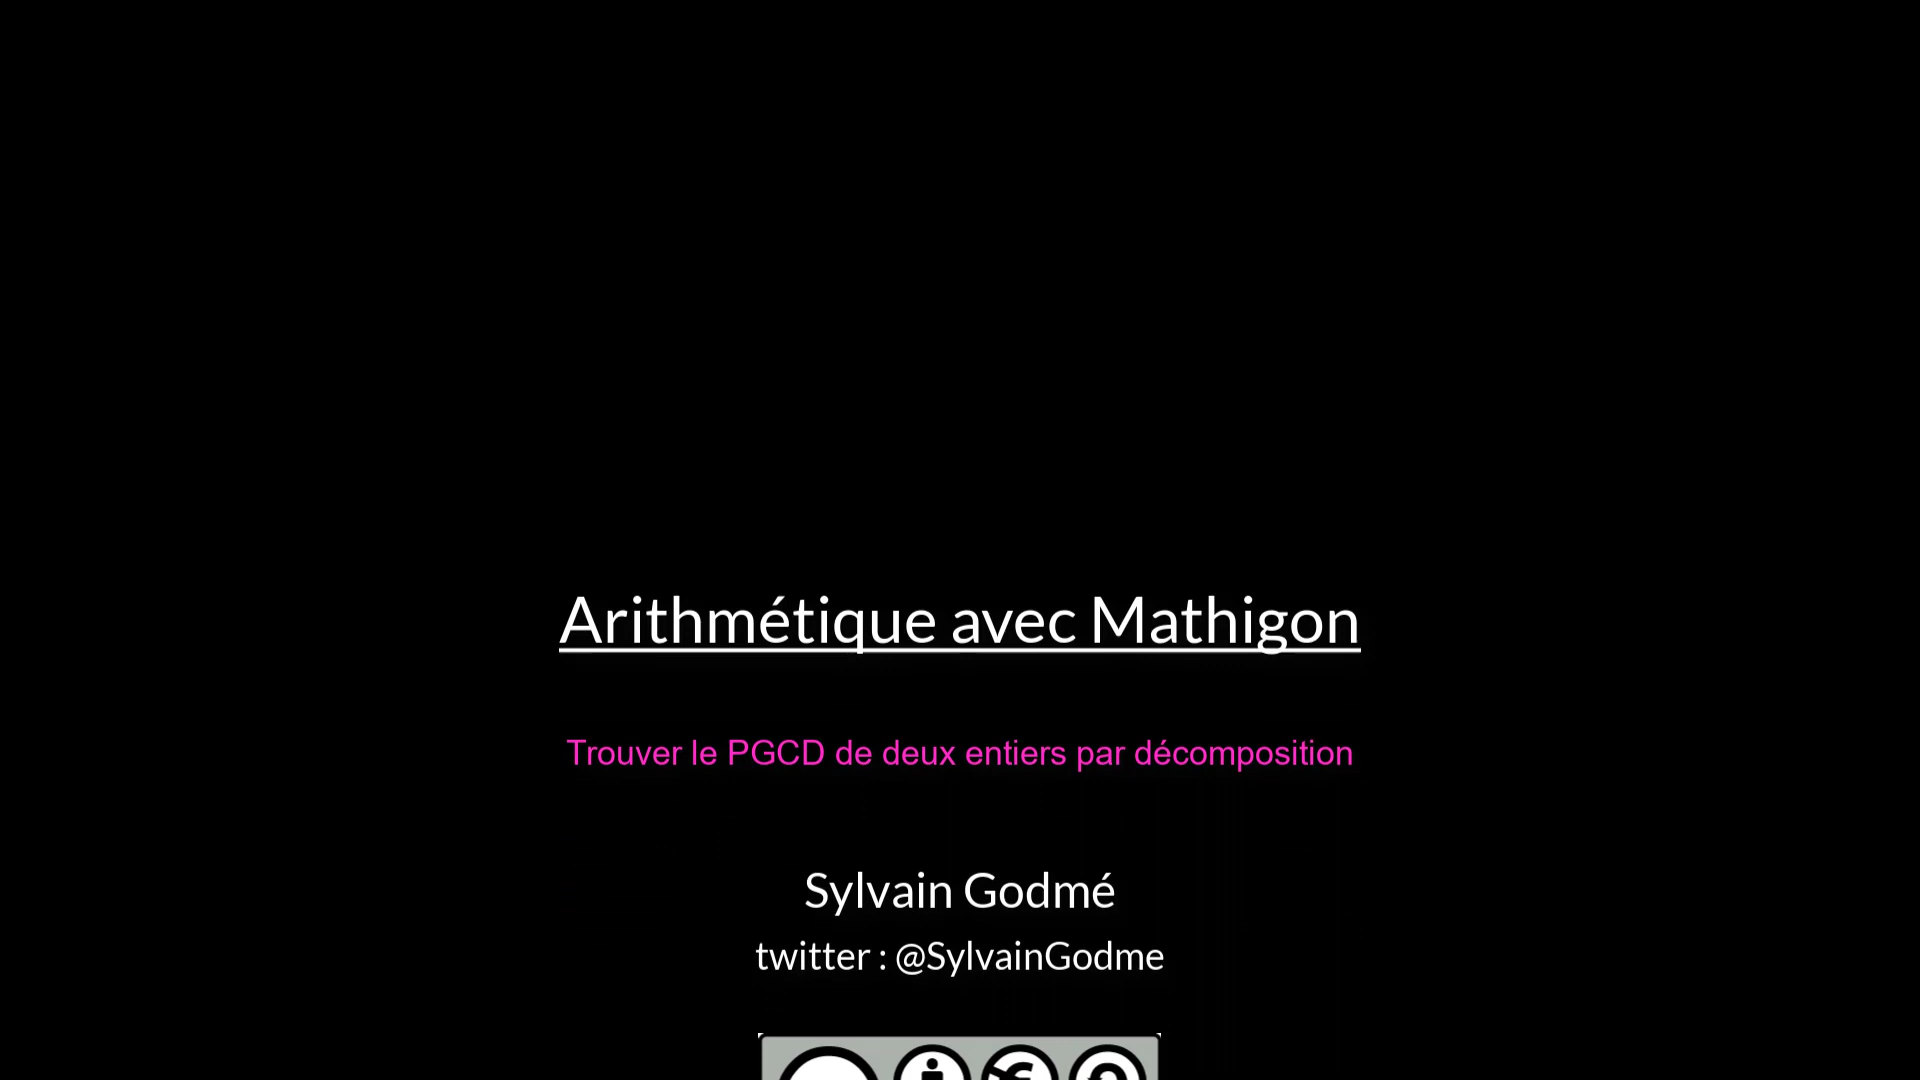 Arithmétique avec Mathigon
Trouver le PGCD de deux entiers par décomposition
Sylvain Godmé
twitter : @SylvainGodme